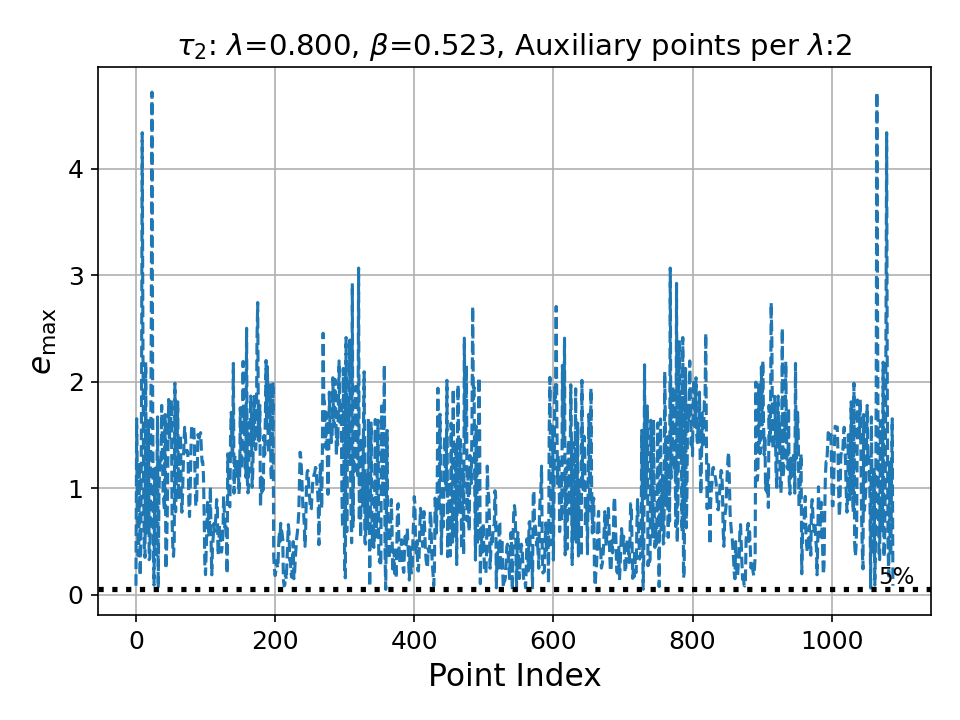 τ₂: λ=0.800, β=0.523, Auxiliary points per λ:2
4
3
2
1
0
e_max
5%
0 200 400 600 800 1000
Point Index